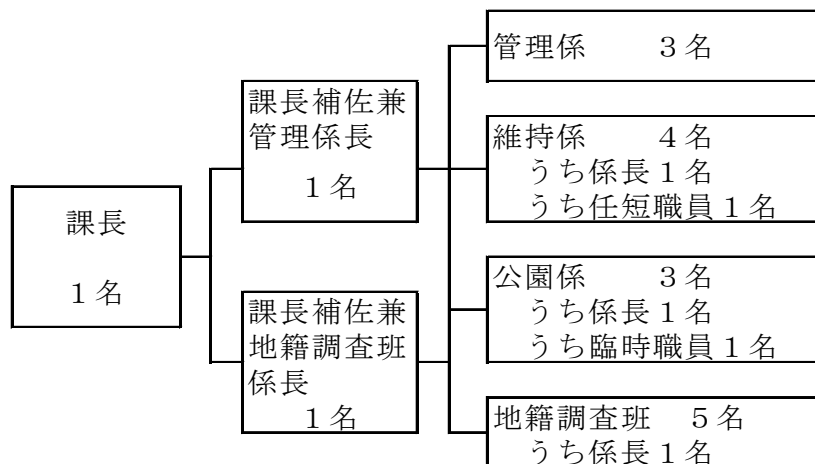 課長
１名
課長補佐兼
管理係長
１名
課長補佐兼
地籍調査班
係長
１名
管理係　　３名
維持係　　４名
うち係長１名
うち任短職員１名
公園係　　３名
うち係長１名
うち臨時職員１名
地籍調査班　５名
うち係長１名